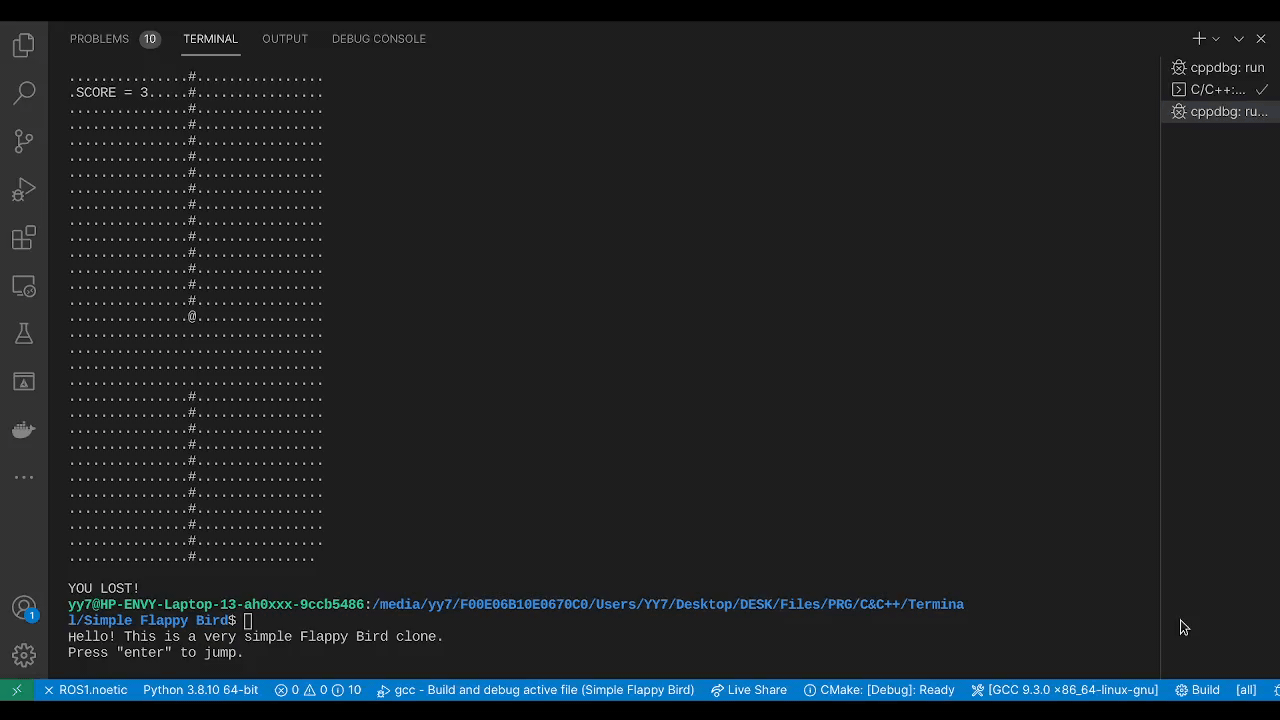 PROBLEMS 10 TERMINAL OUTPUT DEBUG CONSOLE
cppdbg: run
C/C++:...
cppdbg: ru...
...............#................
.SCORE = 3.....#................
...............#................
...............#................
...............#................
...............#................
...............#................
...............#................
...............#................
...............#................
...............#................
...............#................
...............#................
...............#................
...............#................
...............@................
................................
................................
................................
................................
...............#................
...............#................
...............#................
...............#................
...............#................
...............#................
...............#................
...............#................
...............#................
...............#................
...............#...............
YOU LOST!
yy7@HP-ENVY-Laptop-13-ah0xxx-9ccb5486:/media/yy7/F00E06B10E0670C0/Users/YY7/Desktop/DESK/Files/PRG/C&C++/Termina
l/Simple Flappy Bird$
Hello! This is a very simple Flappy Bird clone.
Press "enter" to jump.
1
ROS1.noetic Python 3.8.10 64-bit 0 0 10 gcc - Build and debug active file (Simple Flappy Bird) Live Share CMake: [Debug]: Ready [GCC 9.3.0 x86_64-linux-gnu] Build [all]